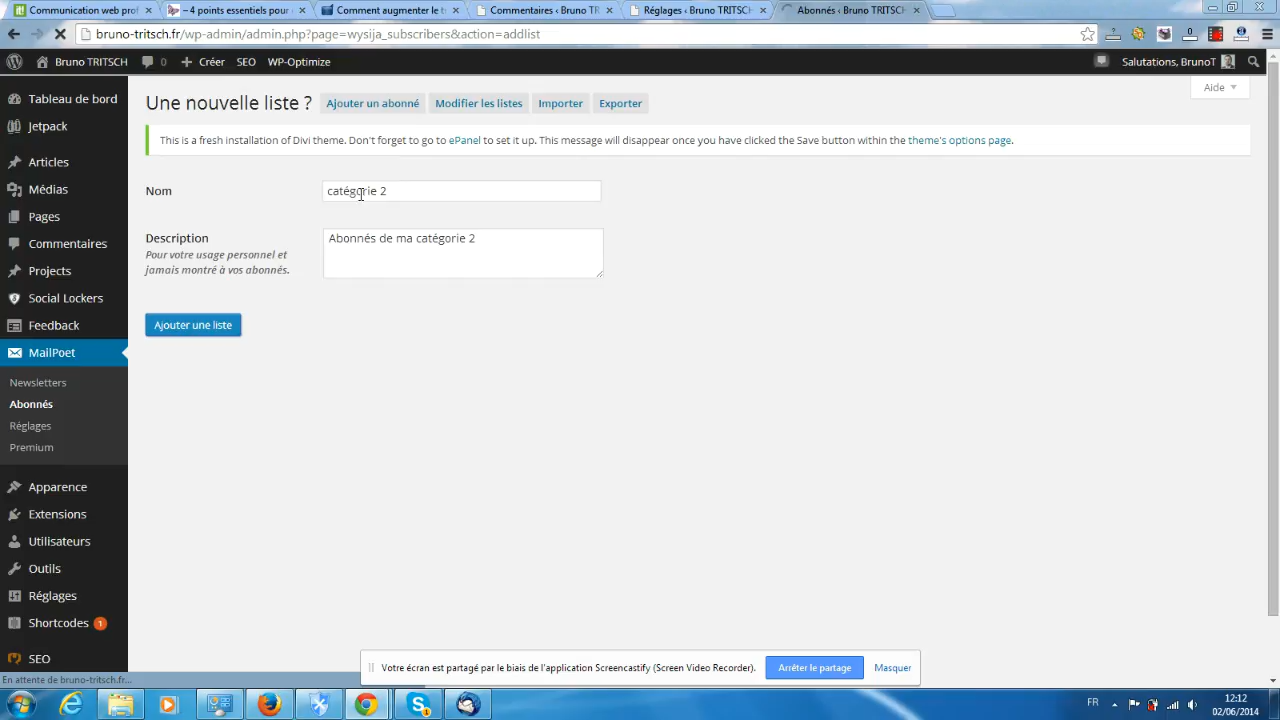 Communication web prof
– 4 points essentiels pour
Comment augmenter le t
Commentaires ‹ Bruno TR
Réglages ‹ Bruno TRITSCH
Abonnés ‹ Bruno TRITSCH
bruno-tritsch.fr/wp-admin/admin.php?page=wysija_subscribers&action=addlist
Bruno TRITSCH
0
Créer
SEO
WP-Optimize
Salutations, BrunoT
Tableau de bord
Jetpack
Articles
Médias
Pages
Commentaires
Projects
Social Lockers
Feedback
MailPoet
Newsletters
Abonnés
Réglages
Premium
Apparence
Extensions
Utilisateurs
Outils
Réglages
Shortcodes 1
SEO
Aide
Une nouvelle liste ?
Ajouter un abonné
Modifier les listes
Importer
Exporter
This is a fresh installation of Divi theme. Don't forget to go to ePanel to set it up. This message will disappear once you have clicked the Save button within the theme's options page.
Nom
catégorie 2
Description
Pour votre usage personnel et
jamais montré à vos abonnés.
Abonnés de ma catégorie 2
Ajouter une liste
Votre écran est partagé par le biais de l'application Screencastify (Screen Video Recorder).
Arrêter le partage
Masquer
En attente de bruno-tritsch.fr...
FR
12:12
02/06/2014